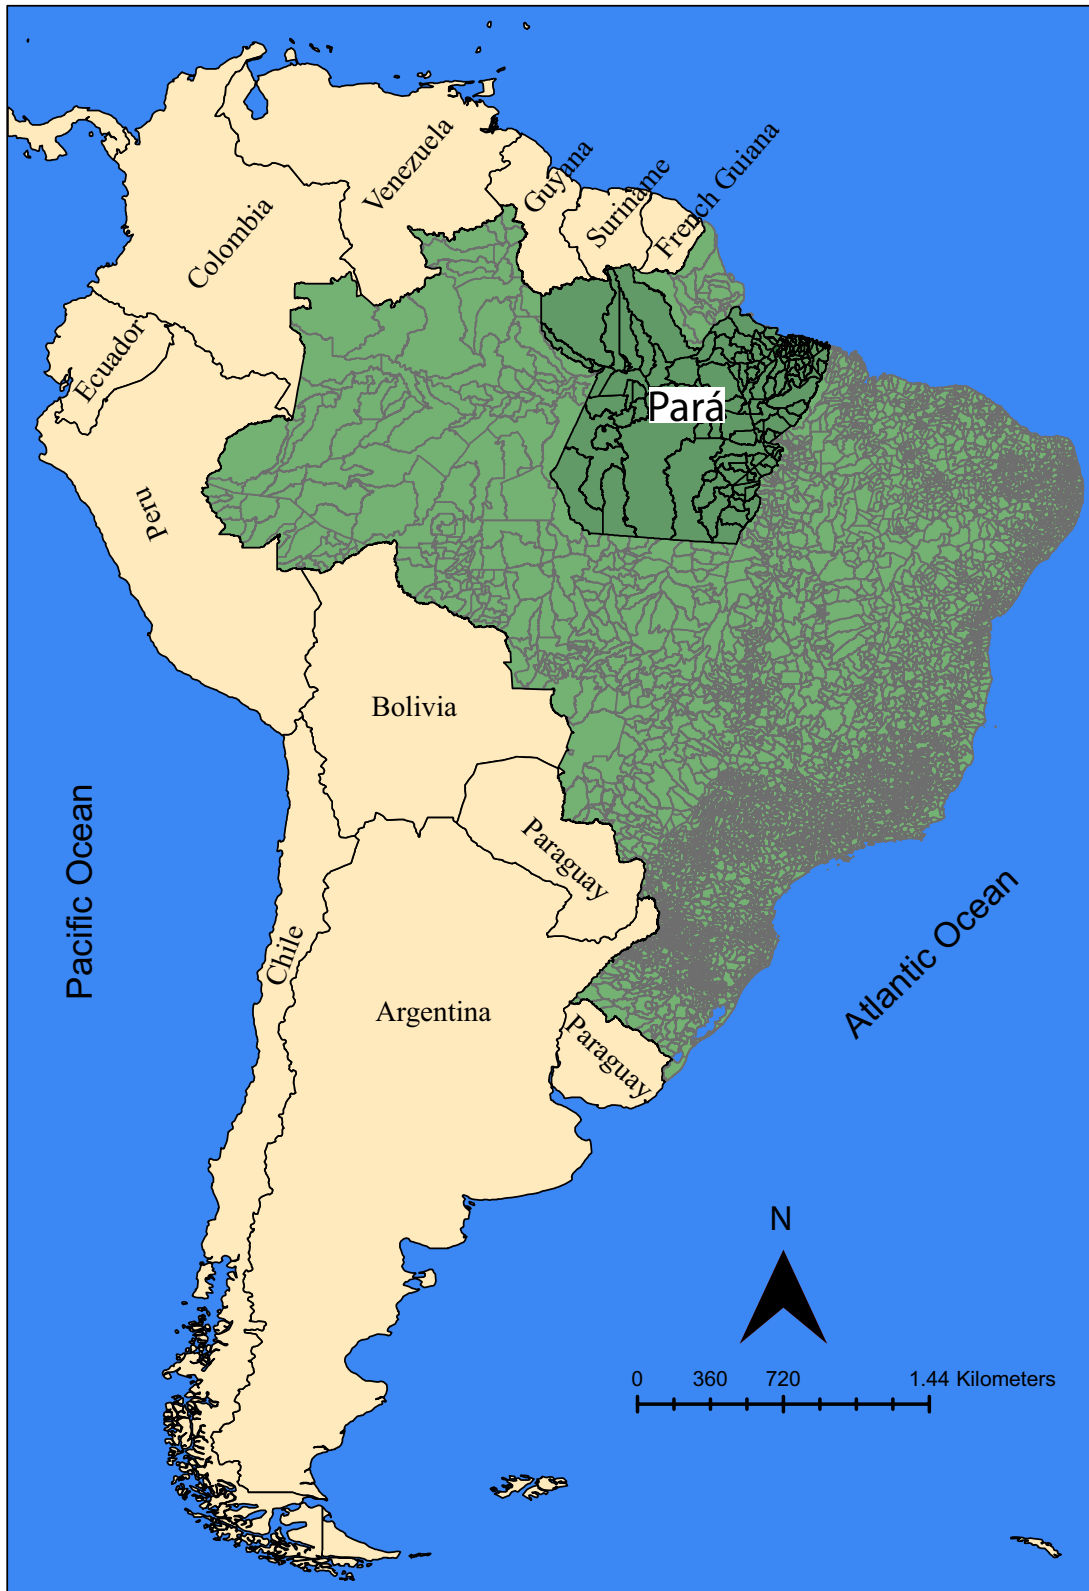 Venezuela
Guyana
Suriname
French Guiana
Colombia
Ecuador
Pará
Peru
Bolivia
Paraguay
Pacific Ocean
Chile
Argentina
Atlantic Ocean
Paraguay
N
0 360 720 1.44 Kilometers